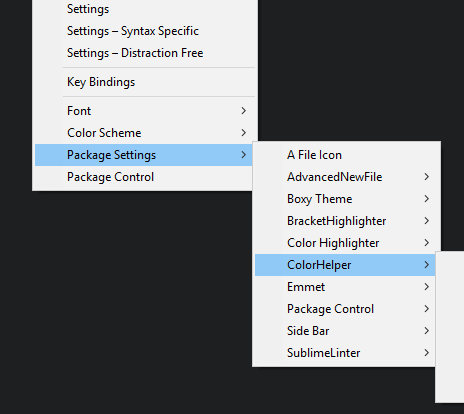 Settings
Settings – Syntax Specific
Settings – Distraction Free
Key Bindings
Font
Color Scheme
Package Settings
Package Control
A File Icon
AdvancedNewFile
Boxy Theme
BracketHighlighter
Color Highlighter
ColorHelper
Emmet
Package Control
Side Bar
SublimeLinter